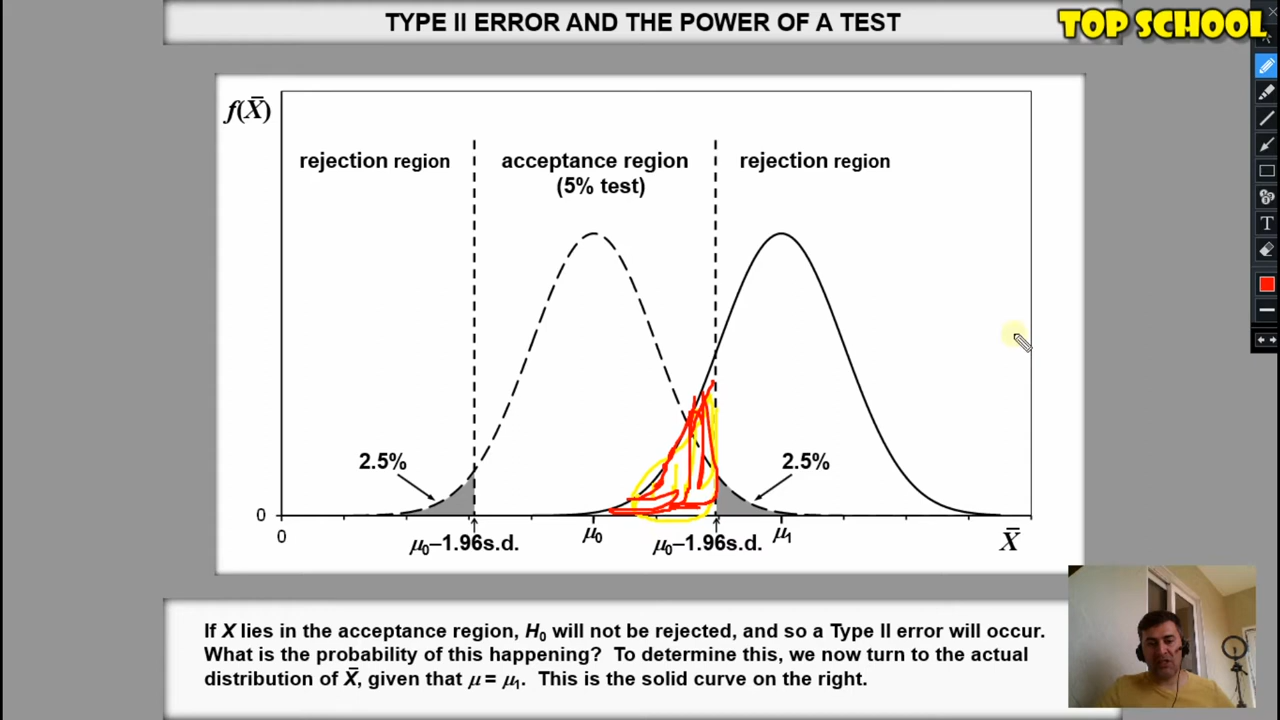 TYPE II ERROR AND THE POWER OF A TEST
TOP SCHOOL
f(X̄)
rejection region
acceptance region
(5% test)
rejection region
2.5%
2.5%
0
0
μ₀–1.96s.d.
μ₀
μ₀–1.96s.d.
μ₁
X̄
T
If X lies in the acceptance region, H₀ will not be rejected, and so a Type II error will occur.
What is the probability of this happening? To determine this, we now turn to the actual
distribution of X̄, given that μ = μ₁. This is the solid curve on the right.